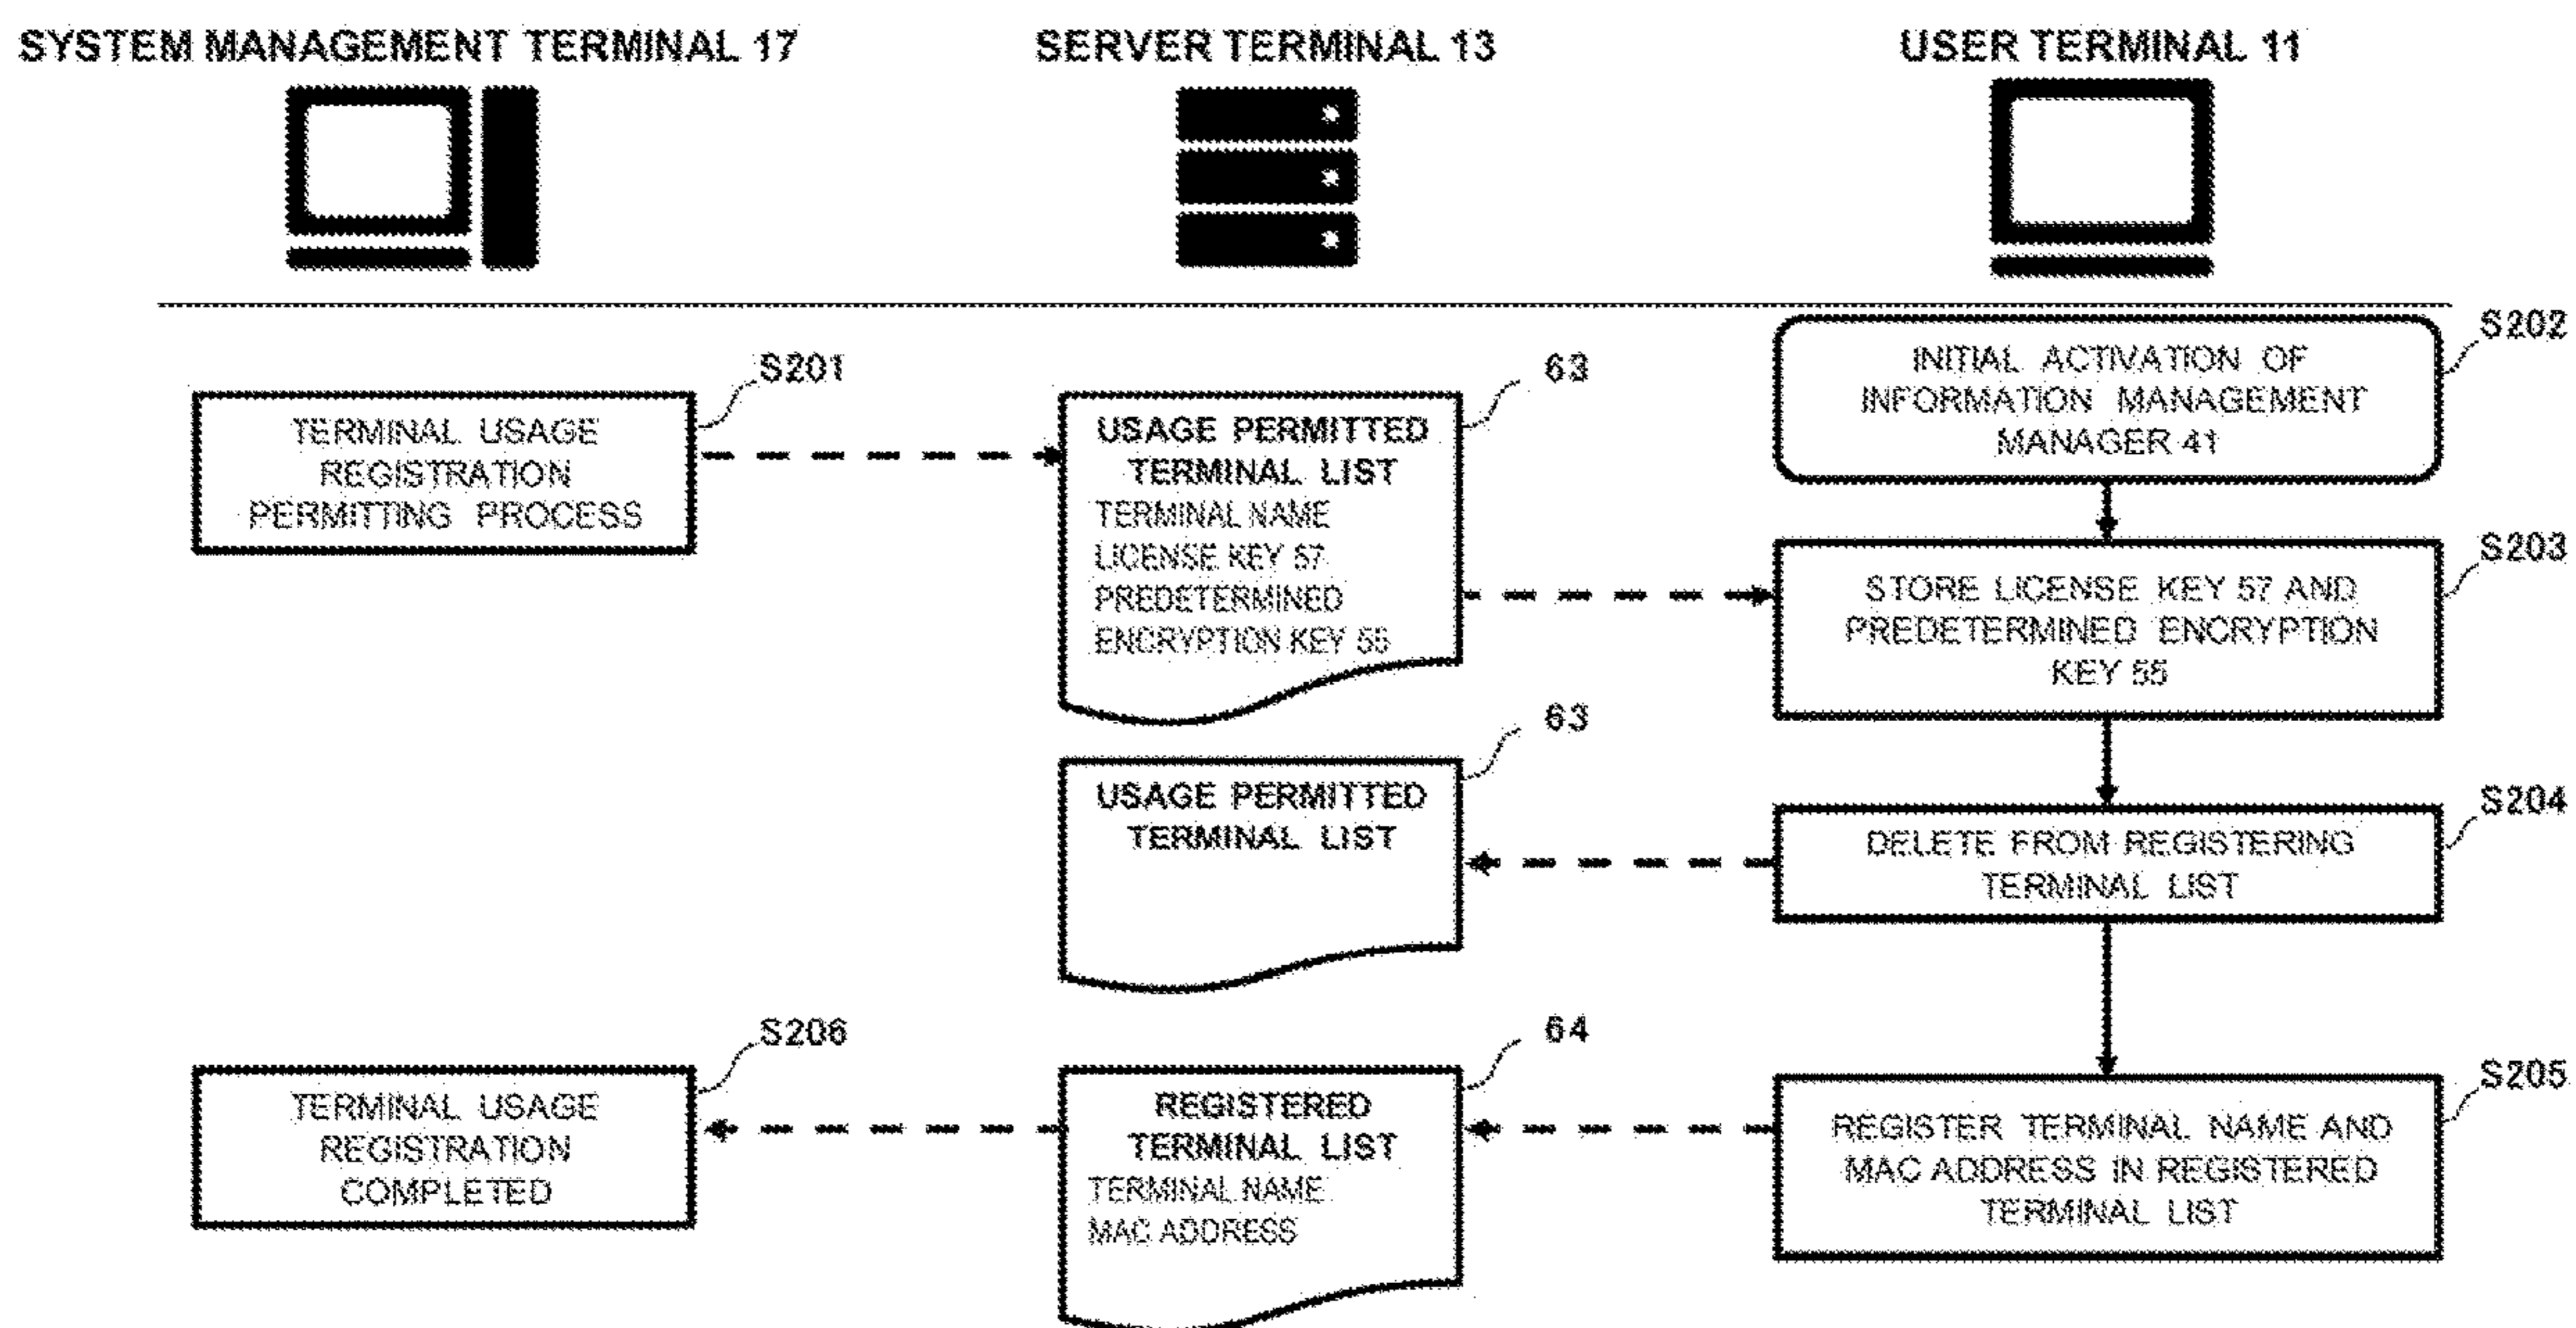 SYSTEM MANAGEMENT TERMINAL 17
SERVER TERMINAL 13
USER TERMINAL 11
S201
TERMINAL USAGE
REGISTRATION
PERMITTING PROCESS
63
USAGE PERMITTED
TERMINAL LIST
TERMINAL NAME
LICENSE KEY 57
PREDETERMINED
ENCRYPTION KEY 55
S202
INITIAL ACTIVATION OF
INFORMATION MANAGEMENT
MANAGER 41
S203
STORE LICENSE KEY 57 AND
PREDETERMINED ENCRYPTION
KEY 55
63
USAGE PERMITTED
TERMINAL LIST
S204
DELETE FROM REGISTERING
TERMINAL LIST
S206
TERMINAL USAGE
REGISTRATION
COMPLETED
64
REGISTERED
TERMINAL LIST
TERMINAL NAME
MAC ADDRESS
S205
REGISTER TERMINAL NAME AND
MAC ADDRESS IN REGISTERED
TERMINAL LIST